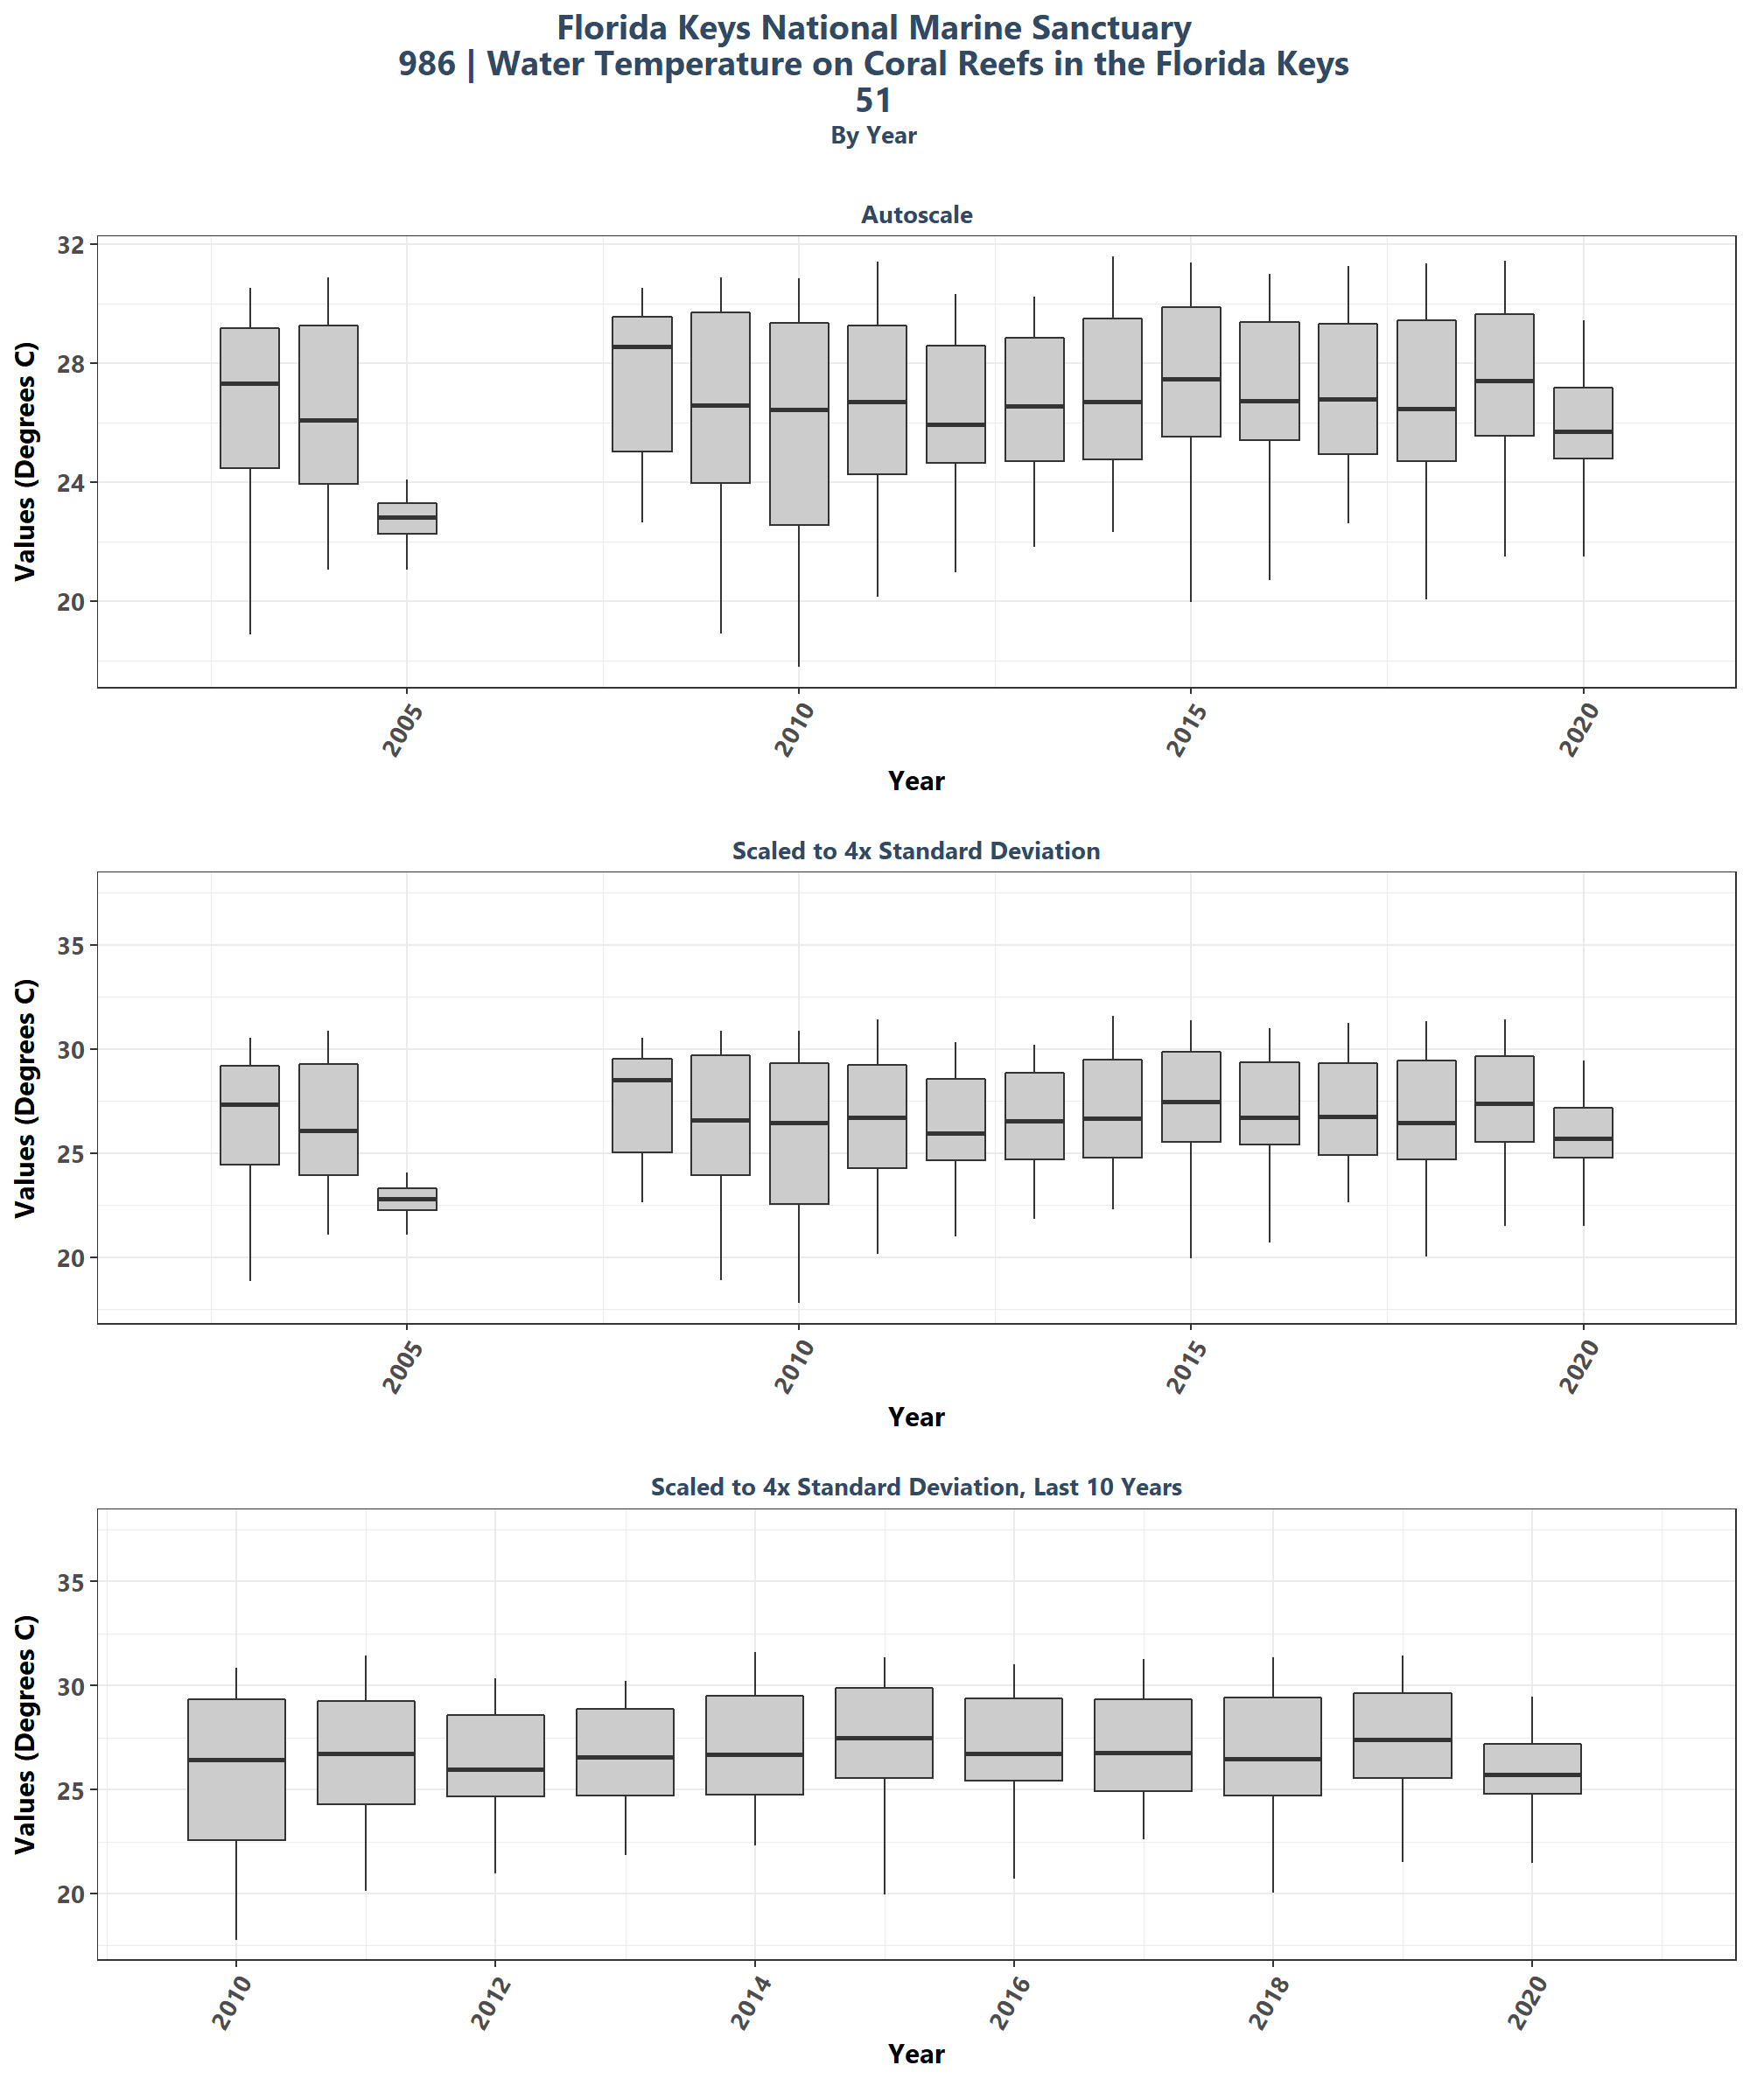 Florida Keys National Marine Sanctuary
986 | Water Temperature on Coral Reefs in the Florida Keys
51
By Year
Autoscale
Values (Degrees C)
32
28
24
20
2005
2010
2015
2020
Year
Scaled to 4x Standard Deviation
Values (Degrees C)
35
30
25
20
2005
2010
2015
2020
Year
Scaled to 4x Standard Deviation, Last 10 Years
Values (Degrees C)
35
30
25
20
2010
2012
2014
2016
2018
2020
Year